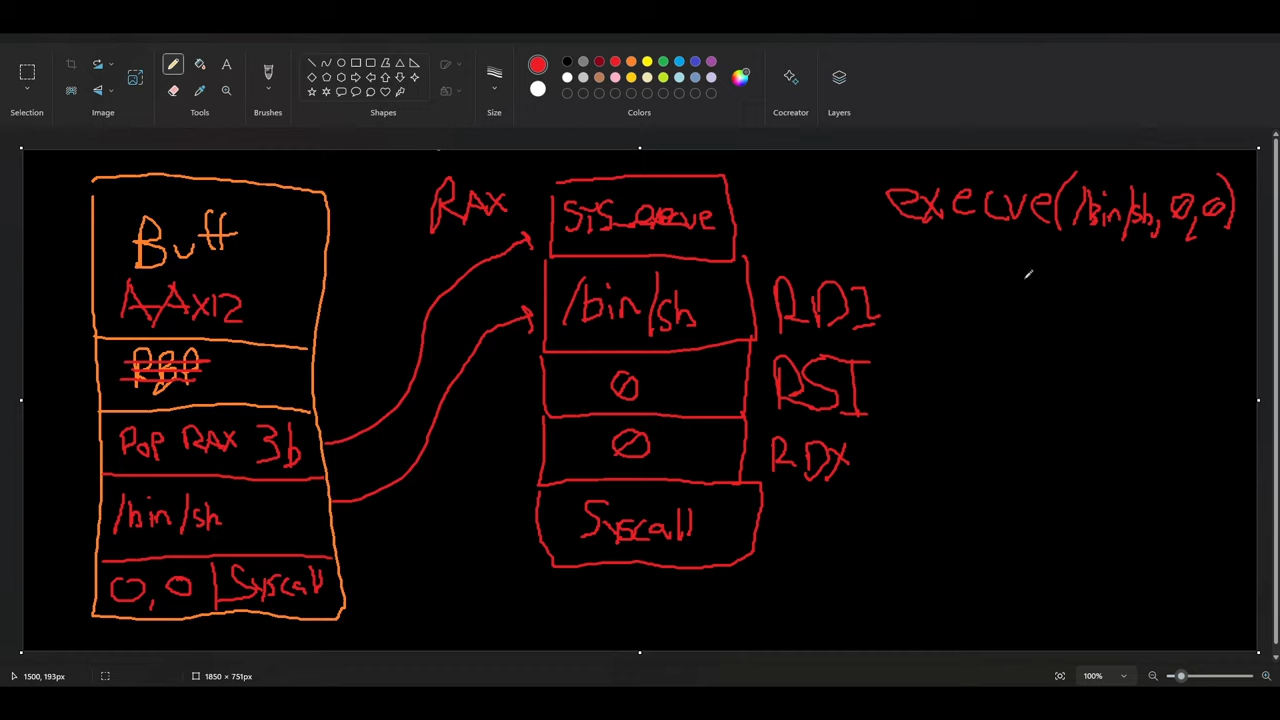 Selection
Image
Tools
Brushes
Shapes
Size
Colors
Cocreator
Layers
Buff
AAx12
RBP
Pop RAX 3b
/bin/sh
0,0 Syscall
RAX
/bin/sh RDI
0 RSI
0 RDX
Syscall
execve(/bin/sh, 0,0)
1500, 193px
1850 × 751px
100%